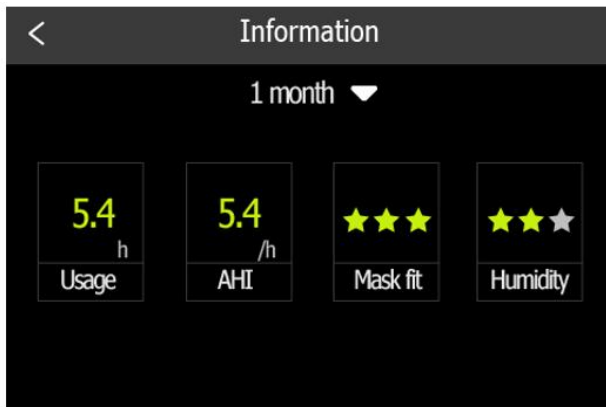 Information
1 month
5.4 h
5.4 /h
Usage
AHI
Mask fit
Humidity